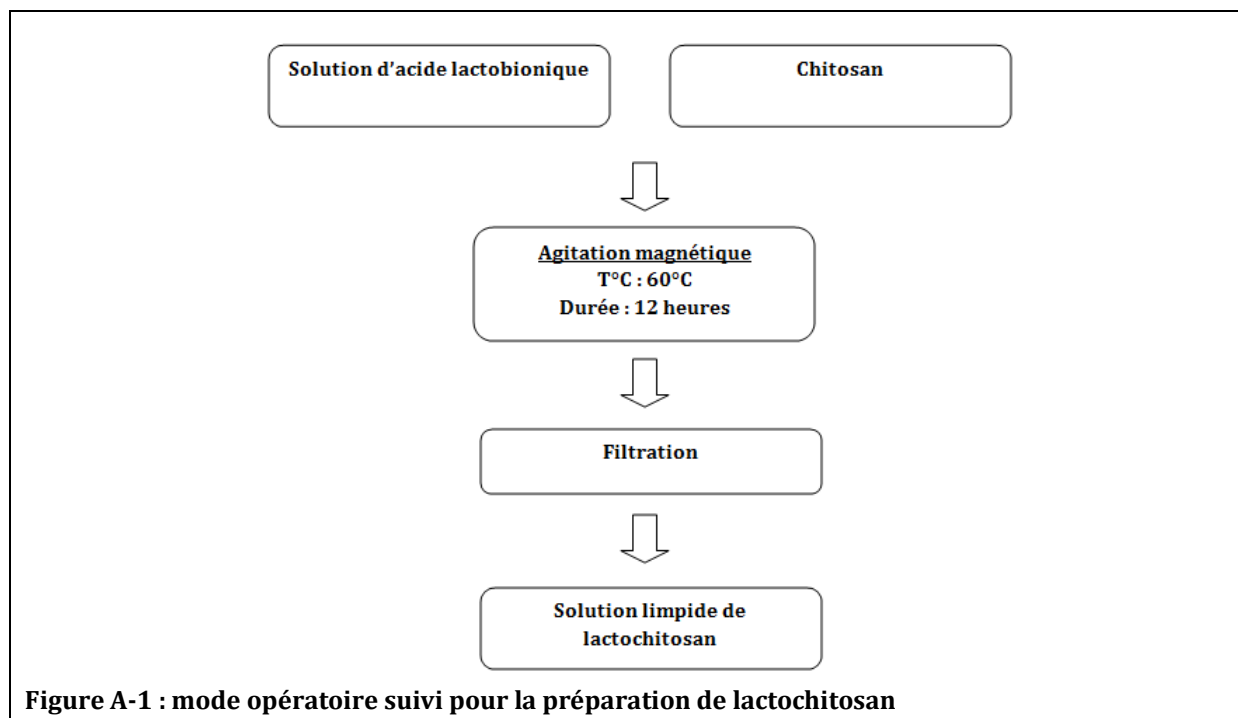 Solution d'acide lactobionique
Chitosan
Agitation magnétique
T°C : 60°C
Durée : 12 heures
Filtration
Solution limpide de
lactochitosan
Figure A-1 : mode opératoire suivi pour la préparation de lactochitosan